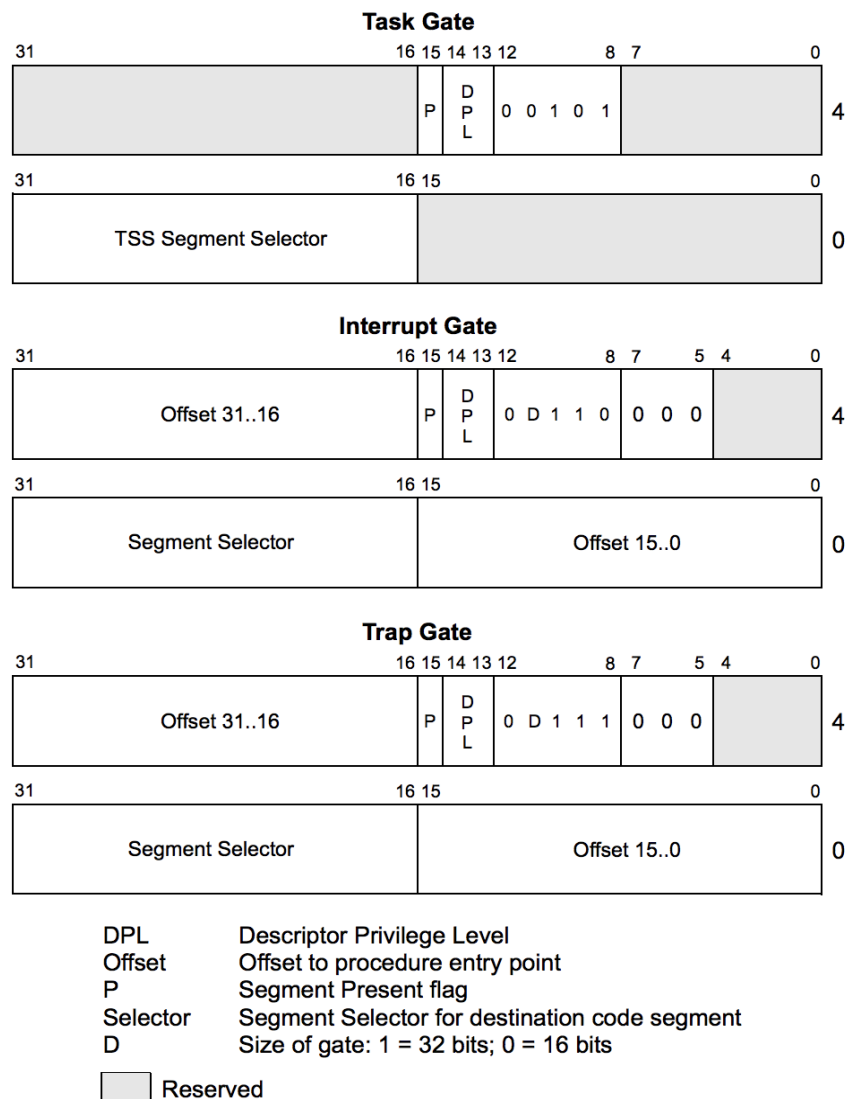 Task Gate
31 16 15 14 13 12 8 7 0
P D P L 0 0 1 0 1 4
31 16 15 0
TSS Segment Selector 0
Interrupt Gate
31 16 15 14 13 12 8 7 5 4 0
Offset 31..16 P D P L 0 D 1 1 0 0 0 0 4
31 16 15 0
Segment Selector Offset 15..0 0
Trap Gate
31 16 15 14 13 12 8 7 5 4 0
Offset 31..16 P D P L 0 D 1 1 1 0 0 0 4
31 16 15 0
Segment Selector Offset 15..0 0
DPL Descriptor Privilege Level
Offset Offset to procedure entry point
P Segment Present flag
Selector Segment Selector for destination code segment
D Size of gate: 1 = 32 bits; 0 = 16 bits
Reserved